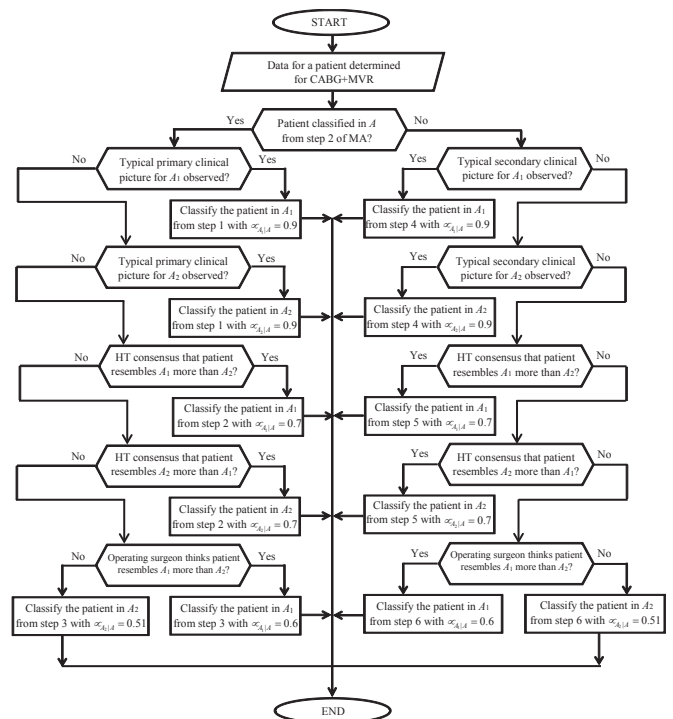 START
Data for a patient determined
for CABG+MVR
Patient classified in A
from step 2 of MA?
Yes
No
Typical primary clinical
picture for A1 observed?
No
Yes
Classify the patient in A1
from step 1 with ∝A1|A = 0.9
Typical primary clinical
picture for A2 observed?
No
Yes
Classify the patient in A2
from step 1 with ∝A2|A = 0.9
HT consensus that patient
resembles A1 more than A2?
No
Yes
Classify the patient in A1
from step 2 with ∝A1|A = 0.7
HT consensus that patient
resembles A2 more than A1?
No
Yes
Classify the patient in A2
from step 2 with ∝A2|A = 0.7
Operating surgeon thinks patient
resembles A1 more than A2?
No
Yes
Classify the patient in A2
from step 3 with ∝A2|A = 0.51
Classify the patient in A1
from step 3 with ∝A1|A = 0.6
Typical secondary clinical
picture for A1 observed?
Yes
No
Classify the patient in A1
from step 4 with ∝A1|A = 0.9
Typical secondary clinical
picture for A2 observed?
Yes
No
Classify the patient in A2
from step 4 with ∝A2|A = 0.9
HT consensus that patient
resembles A1 more than A2?
Yes
No
Classify the patient in A1
from step 5 with ∝A1|A = 0.7
HT consensus that patient
resembles A2 more than A1?
Yes
No
Classify the patient in A2
from step 5 with ∝A2|A = 0.7
Operating surgeon thinks patient
resembles A1 more than A2?
Yes
No
Classify the patient in A1
from step 6 with ∝A1|A = 0.6
Classify the patient in A2
from step 6 with ∝A2|A = 0.51
END